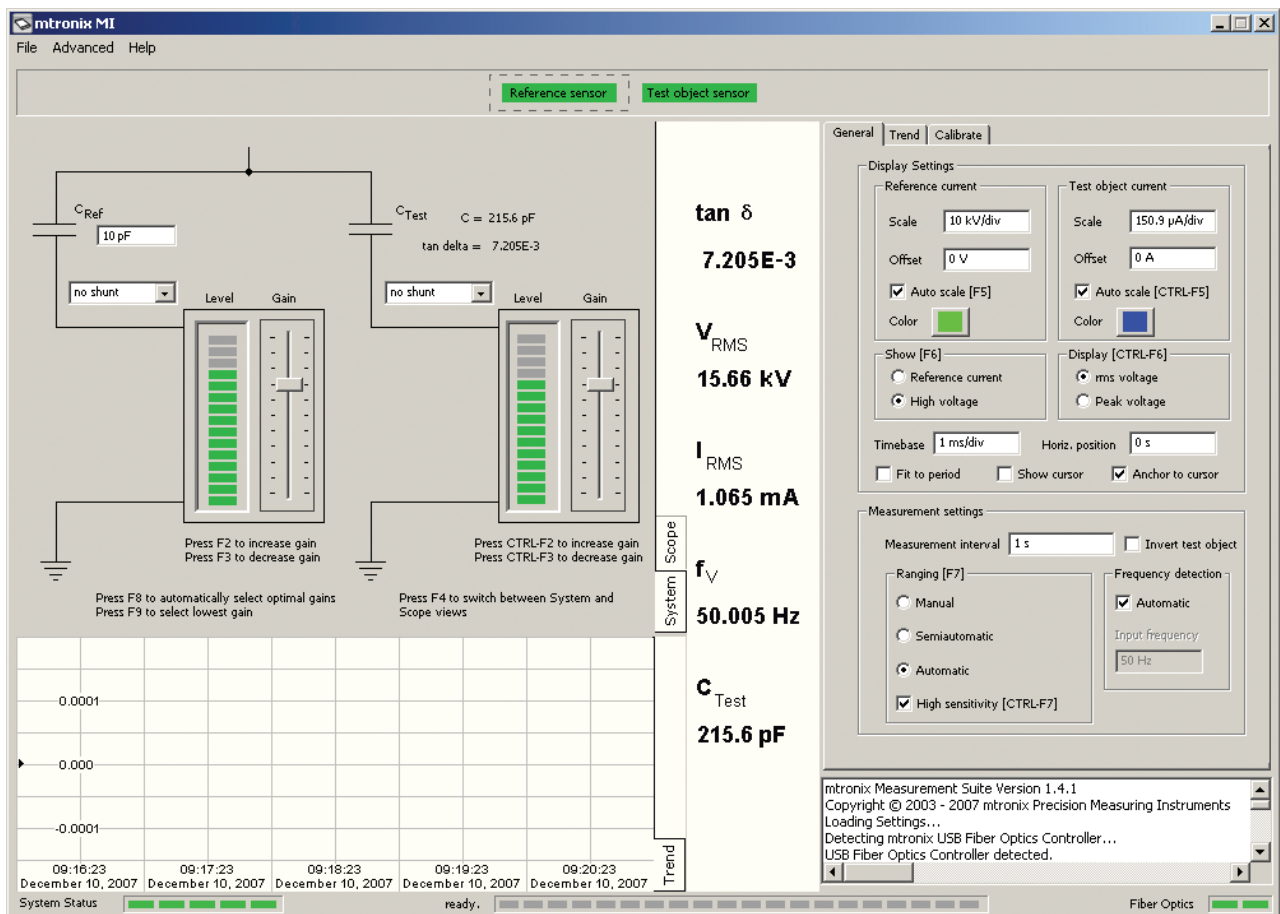 mtronix MI
File Advanced Help
Reference sensor Test object sensor
C Ref
10 pF
no shunt
Level Gain
Press F2 to increase gain
Press F3 to decrease gain
C Test C = 215.6 pF
tan delta = 7.205E-3
no shunt
Level Gain
Press CTRL-F2 to increase gain
Press CTRL-F3 to decrease gain
Press F8 to automatically select optimal gains
Press F9 to select lowest gain
Press F4 to switch between System and
Scope views
Scope
System
0.0001
0.000
-0.0001
09:16:23 09:17:23 09:18:23 09:19:23 09:20:23
December 10, 2007 December 10, 2007 December 10, 2007 December 10, 2007 December 10, 2007
Trend
tan δ
7.205E-3
V RMS
15.66 kV
I RMS
1.065 mA
f V
50.005 Hz
C Test
215.6 pF
General Trend Calibrate
Display Settings
Reference current
Scale 10 kV/div
Offset 0 V
Auto scale [F5]
Color
Test object current
Scale 150.9 µA/div
Offset 0 A
Auto scale [CTRL-F5]
Color
Show [F6]
Reference current
High voltage
Display [CTRL-F6]
rms voltage
Peak voltage
Timebase 1 ms/div Horiz. position 0 s
Fit to period Show cursor Anchor to cursor
Measurement settings
Measurement interval 1 s Invert test object
Ranging [F7]
Manual
Semiautomatic
Automatic
High sensitivity [CTRL-F7]
Frequency detection
Automatic
Input frequency
50 Hz
mtronix Measurement Suite Version 1.4.1
Copyright © 2003 - 2007 mtronix Precision Measuring Instruments
Loading Settings...
Detecting mtronix USB Fiber Optics Controller...
USB Fiber Optics Controller detected.
System Status ready. Fiber Optics